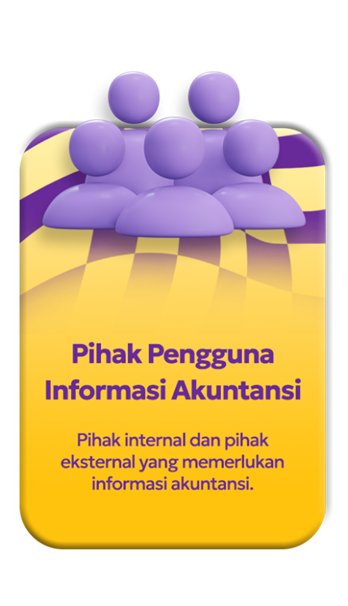 Pihak Pengguna
Informasi Akuntansi
Pihak internal dan pihak
eksternal yang memerlukan
informasi akuntansi.